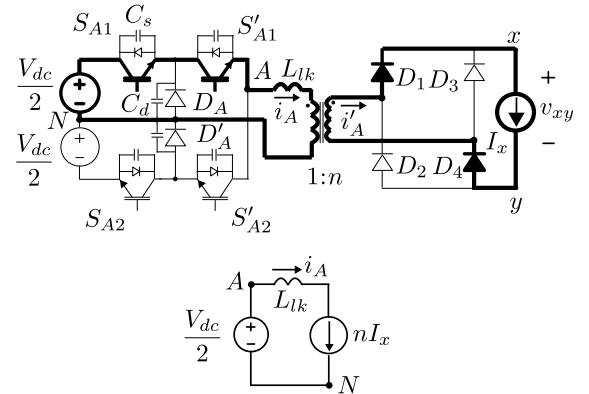 S_{A1} C_s S'_{A1}
x
V_{dc}/2 + − A L_{lk} D_1 D_3 +
C_d D_A i_A i'_A v_{xy}
N
V_{dc}/2 + − D'_A I_x −
1:n D_2 D_4
S_{A2} S'_{A2} y
i_A
A L_{lk}
V_{dc}/2 + − nI_x
N